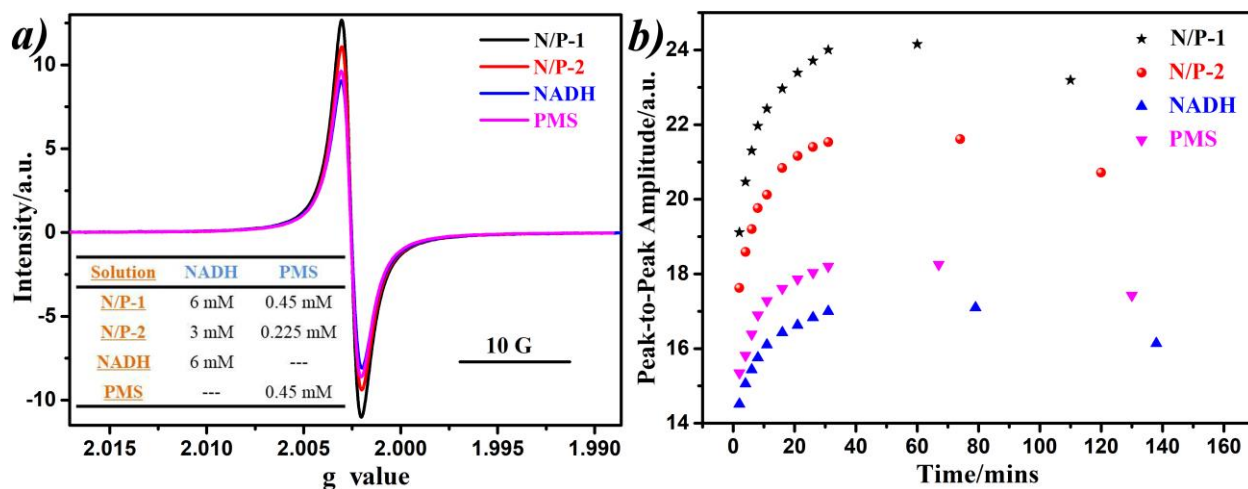 a)
N/P-1
N/P-2
NADH
PMS
10
5
0
-5
-10
Intensity/a.u.
Solution NADH PMS
N/P-1 6 mM 0.45 mM
N/P-2 3 mM 0.225 mM
NADH 6 mM ---
PMS --- 0.45 mM
10 G
2.015 2.010 2.005 2.000 1.995 1.990
g value
b)
N/P-1
N/P-2
NADH
PMS
24
22
20
18
16
14
Peak-to-Peak Amplitude/a.u.
0 20 40 60 80 100 120 140 160
Time/mins